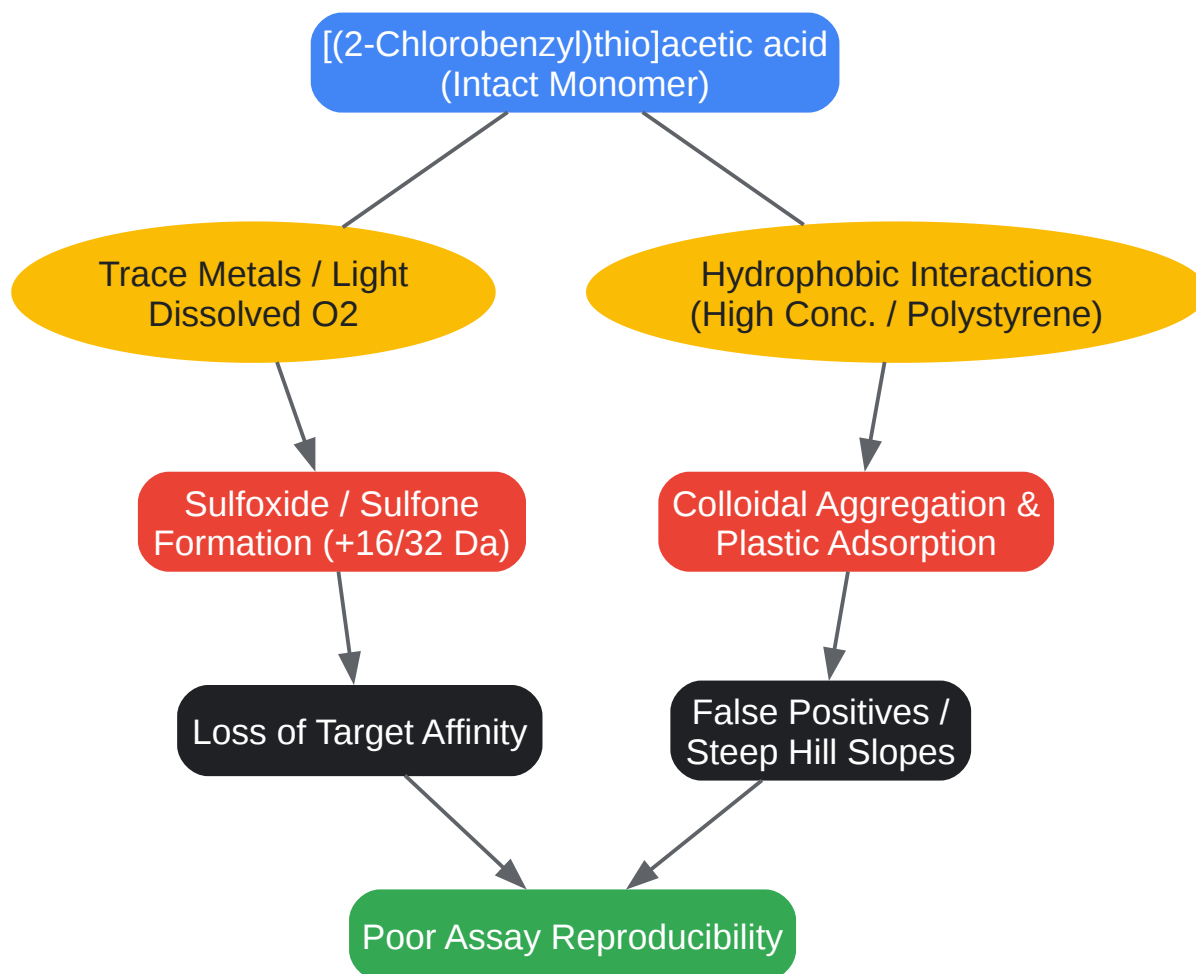 [(2-Chlorobenzyl)thio]acetic acid
(Intact Monomer)
Trace Metals / Light
Dissolved O2
Hydrophobic Interactions
(High Conc. / Polystyrene)
Sulfoxide / Sulfone
Formation (+16/32 Da)
Colloidal Aggregation &
Plastic Adsorption
Loss of Target Affinity
False Positives /
Steep Hill Slopes
Poor Assay Reproducibility